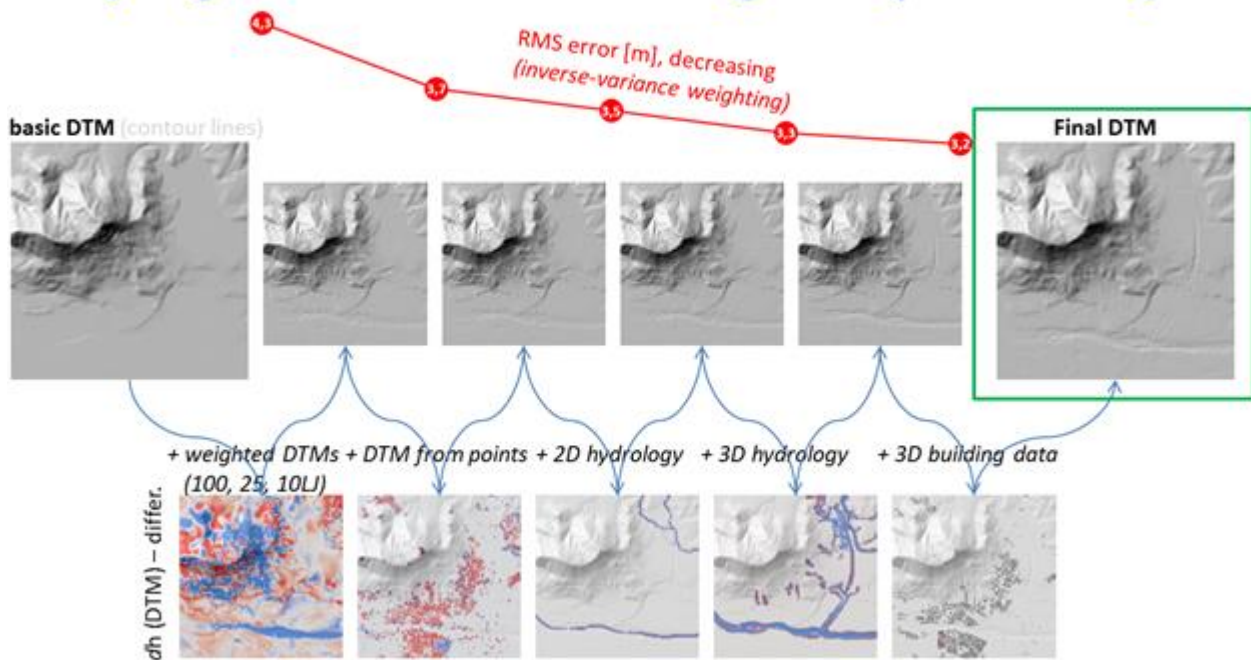 4,3
3,7
3,5
3,3
3,2
RMS error [m], decreasing
(inverse-variance weighting)
basic DTM (contour lines)
Final DTM
+ weighted DTMs + DTM from points + 2D hydrology + 3D hydrology + 3D building data
(100, 25, 10LJ)
dh (DTM) – differ.